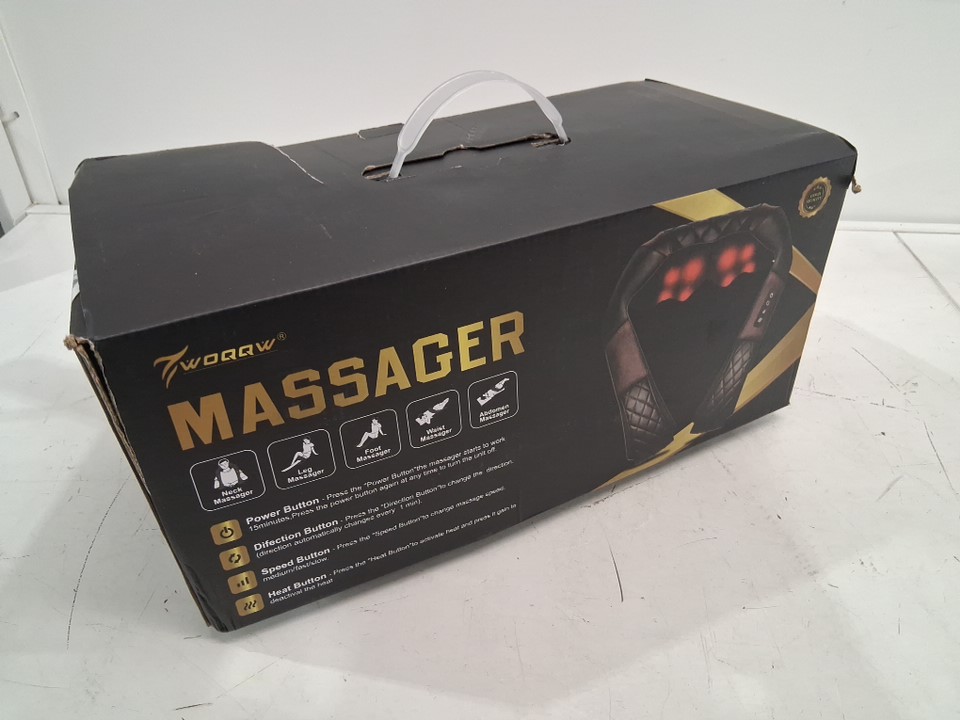 TWOQQW®
MASSAGER
Neck
Massager
Leg
Massager
Foot
Massager
Waist
Massager
Abdomen
Massager
Power Button - Press the "Power Button"the massager starts to work
15minutes.Press the power button again at any time to turn the unit off.
Difection Button - Press the "Direction Button"to change the direction.
(direction automatically changes every 1 min)
Speed Button - Press the "Speed Button"to change massage speed.
medium/fast/slow.
Heat Button - Press the "Heat Button"to activate heat and press it gain to
deactivat the heat